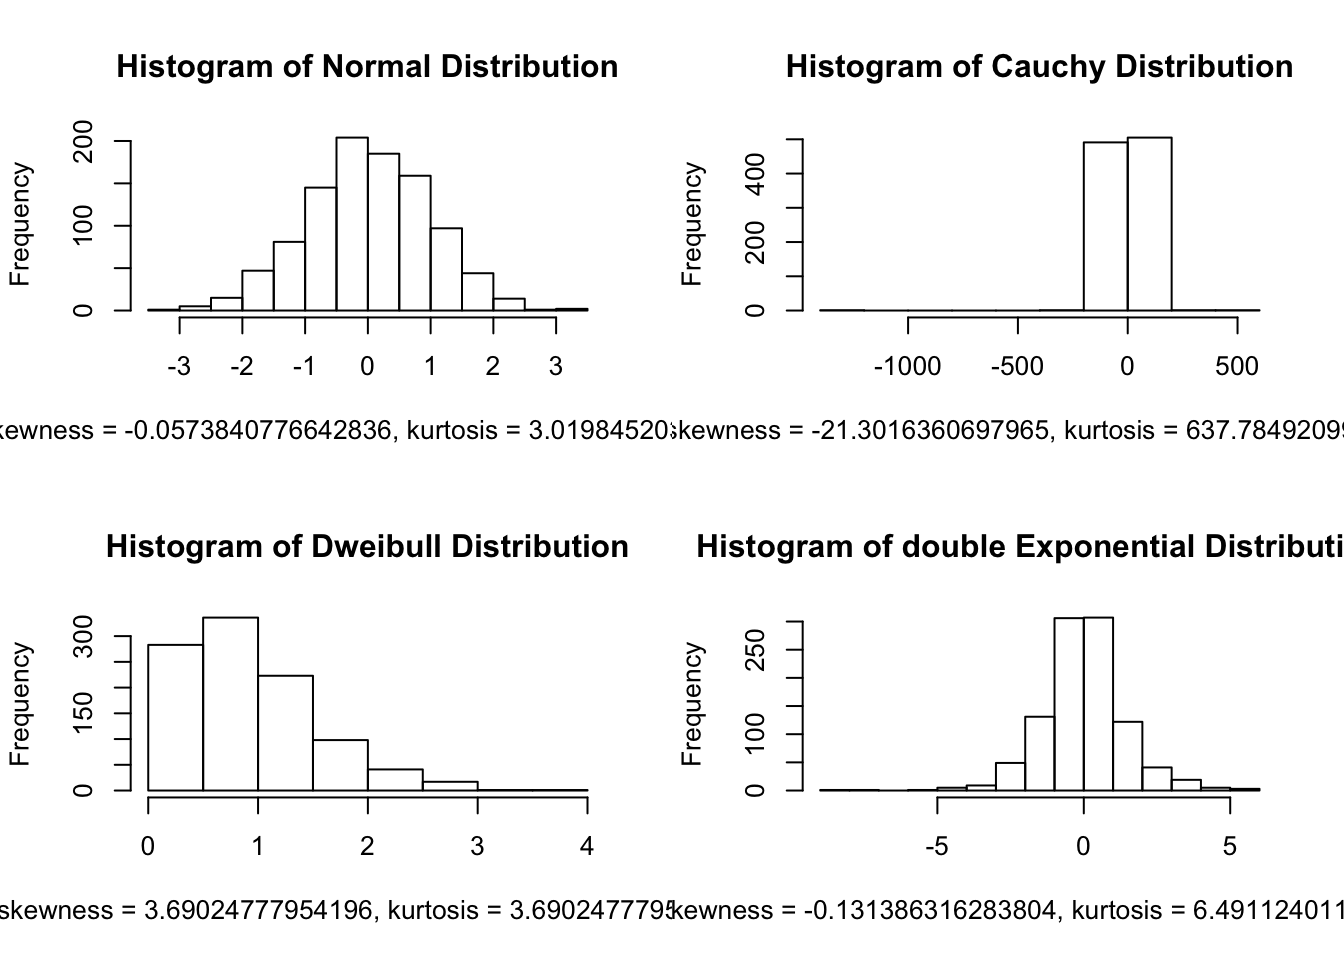 Histogram of Normal Distribution
Frequency
0 100 200
-3 -2 -1 0 1 2 3
kewness = -0.0573840776642836, kurtosis = 3.01984520
Histogram of Cauchy Distribution
Frequency
0 200 400
-1000 -500 0 500
skewness = -21.3016360697965, kurtosis = 637.7849209
Histogram of Dweibull Distribution
Frequency
0 150 300
0 1 2 3 4
skewness = 3.69024777954196, kurtosis = 3.690247779
Histogram of double Exponential Distributi
Frequency
0 100 250
-5 0 5
kewness = -0.131386316283804, kurtosis = 6.491124011